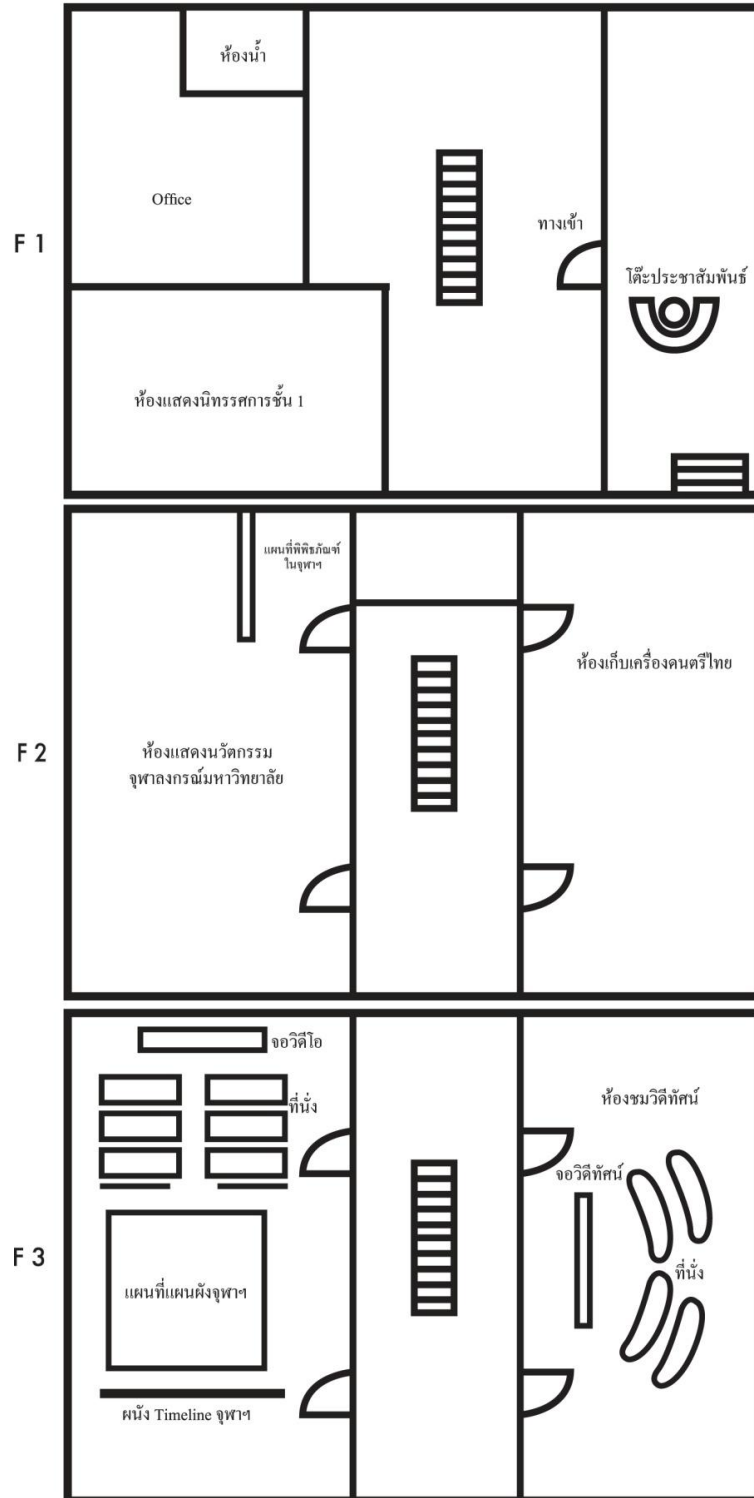 F 1
ห้องน้ำ
Office
ทางเข้า
โต๊ะประชาสัมพันธ์
ห้องแสดงนิทรรศการชั้น 1
F 2
แผนที่พิพิธภัณฑ์
ในจุฬาฯ
ห้องเก็บเครื่องดนตรีไทย
ห้องแสดงนวัตกรรม
จุฬาลงกรณ์มหาวิทยาลัย
F 3
จอวิดีโอ
ที่นั่ง
ห้องชมวิดีทัศน์
จอวิดีทัศน์
ที่นั่ง
แผนที่แผนผังจุฬาฯ
ผนัง Timeline จุฬาฯ